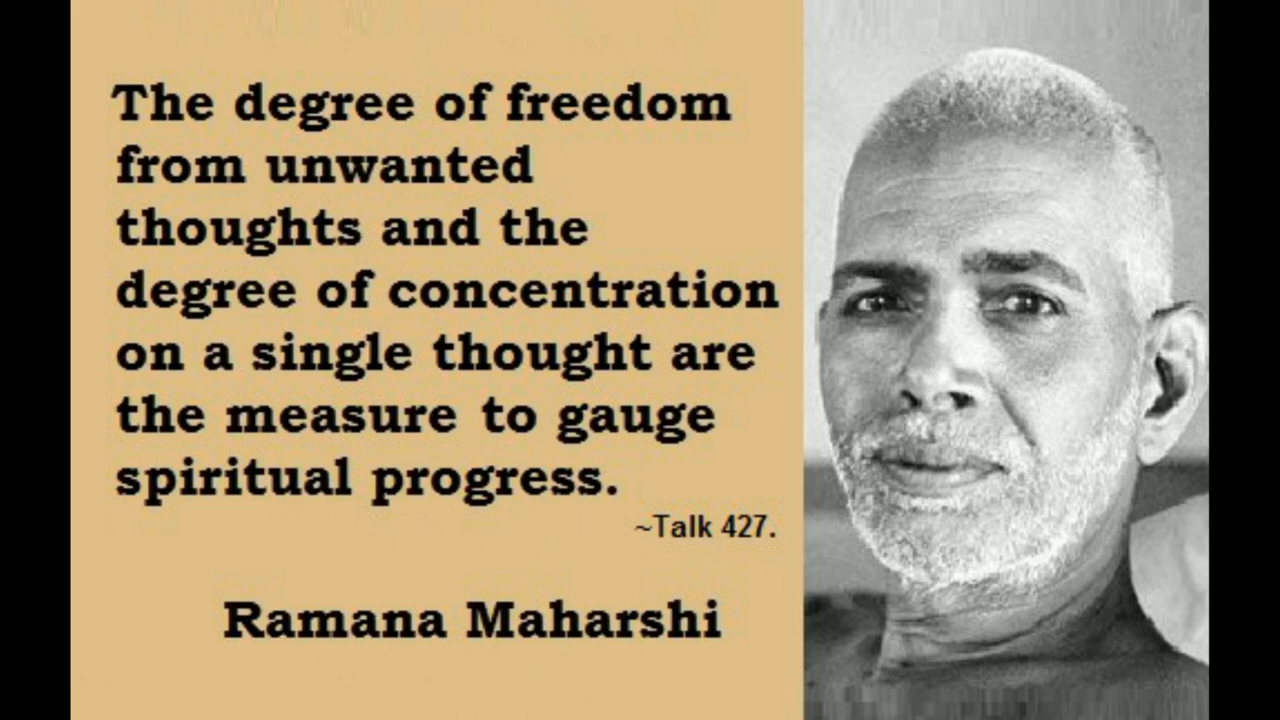 The degree of freedom
from unwanted
thoughts and the
degree of concentration
on a single thought are
the measure to gauge
spiritual progress.
~Talk 427.
Ramana Maharshi